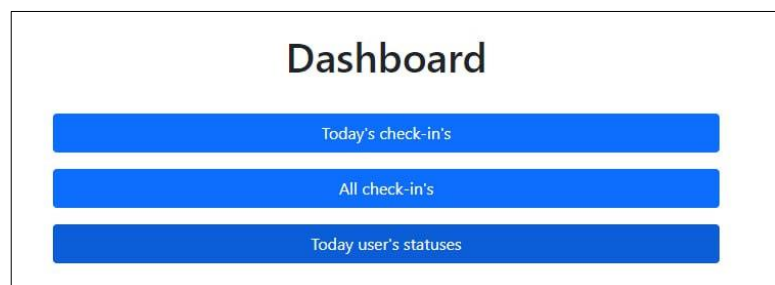 Dashboard
Today's check-in's
All check-in's
Today user's statuses